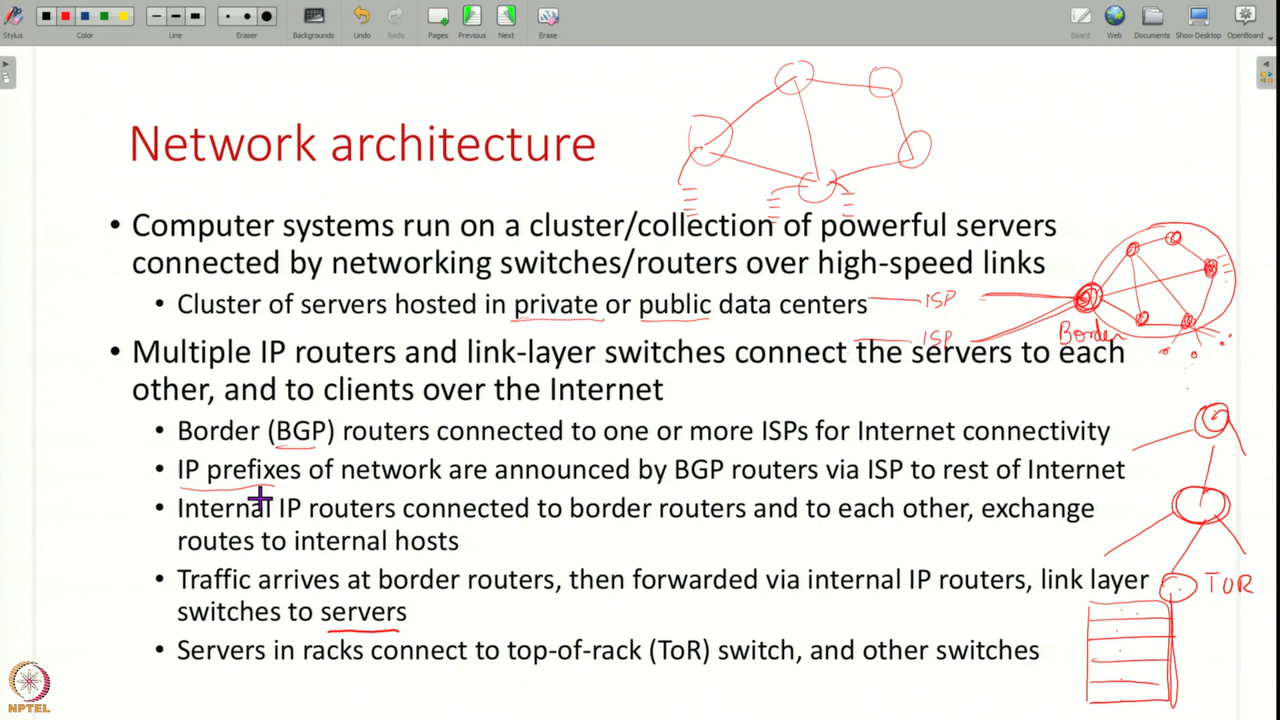 Stylus
Color
Line
Eraser
Backgrounds
Undo
Redo
Pages
Previous
Next
Erase
Board
Web
Documents
Show Desktop
OpenBoard
Network architecture
• Computer systems run on a cluster/collection of powerful servers
connected by networking switches/routers over high-speed links
• Cluster of servers hosted in private or public data centers
ISP
ISP
Border
• Multiple IP routers and link-layer switches connect the servers to each
other, and to clients over the Internet
• Border (BGP) routers connected to one or more ISPs for Internet connectivity
• IP prefixes of network are announced by BGP routers via ISP to rest of Internet
• Internal IP routers connected to border routers and to each other, exchange
routes to internal hosts
• Traffic arrives at border routers, then forwarded via internal IP routers, link layer
switches to servers
TOR
• Servers in racks connect to top-of-rack (ToR) switch, and other switches
NPTEL